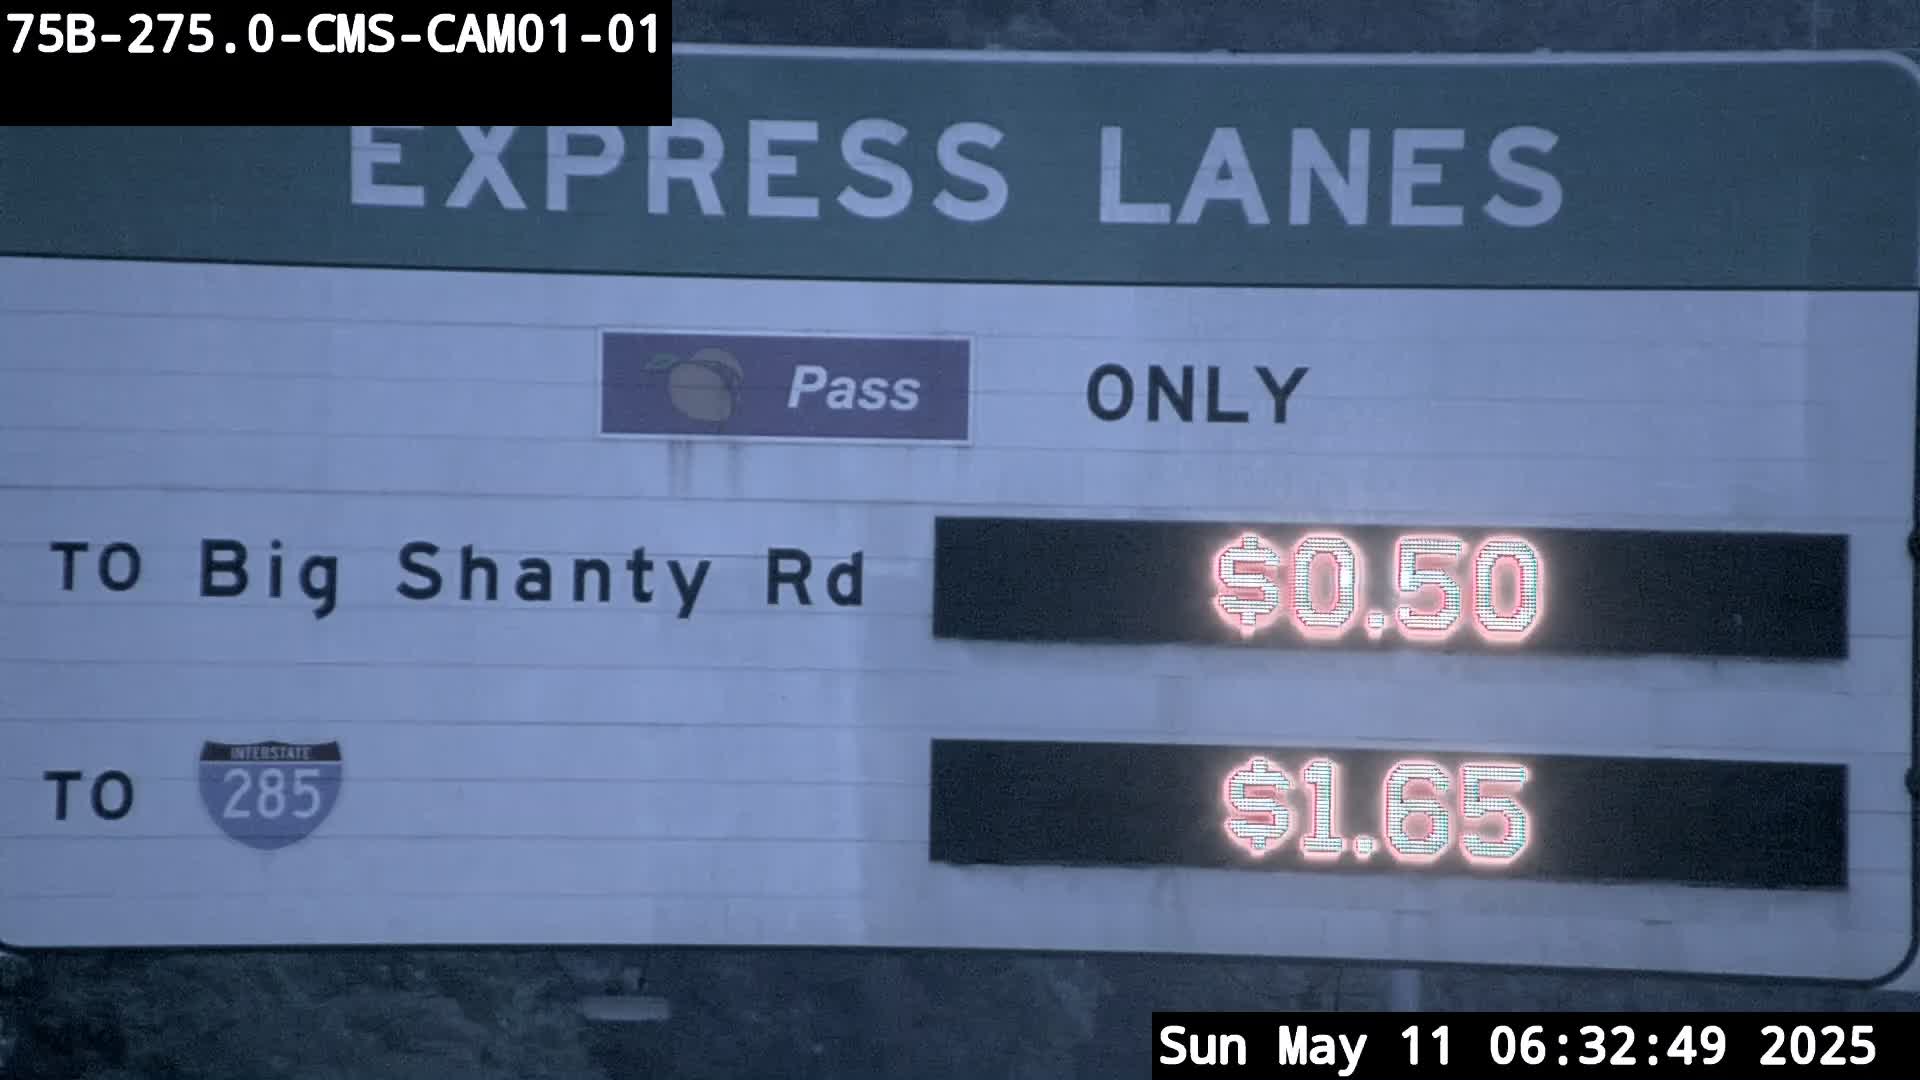 75B-275.0-CMS-CAM01-01
EXPRESS LANES
Pass ONLY
TO Big Shanty Rd $0.50
INTERSTATE
TO 285 $1.65
Sun May 11 06:32:49 2025